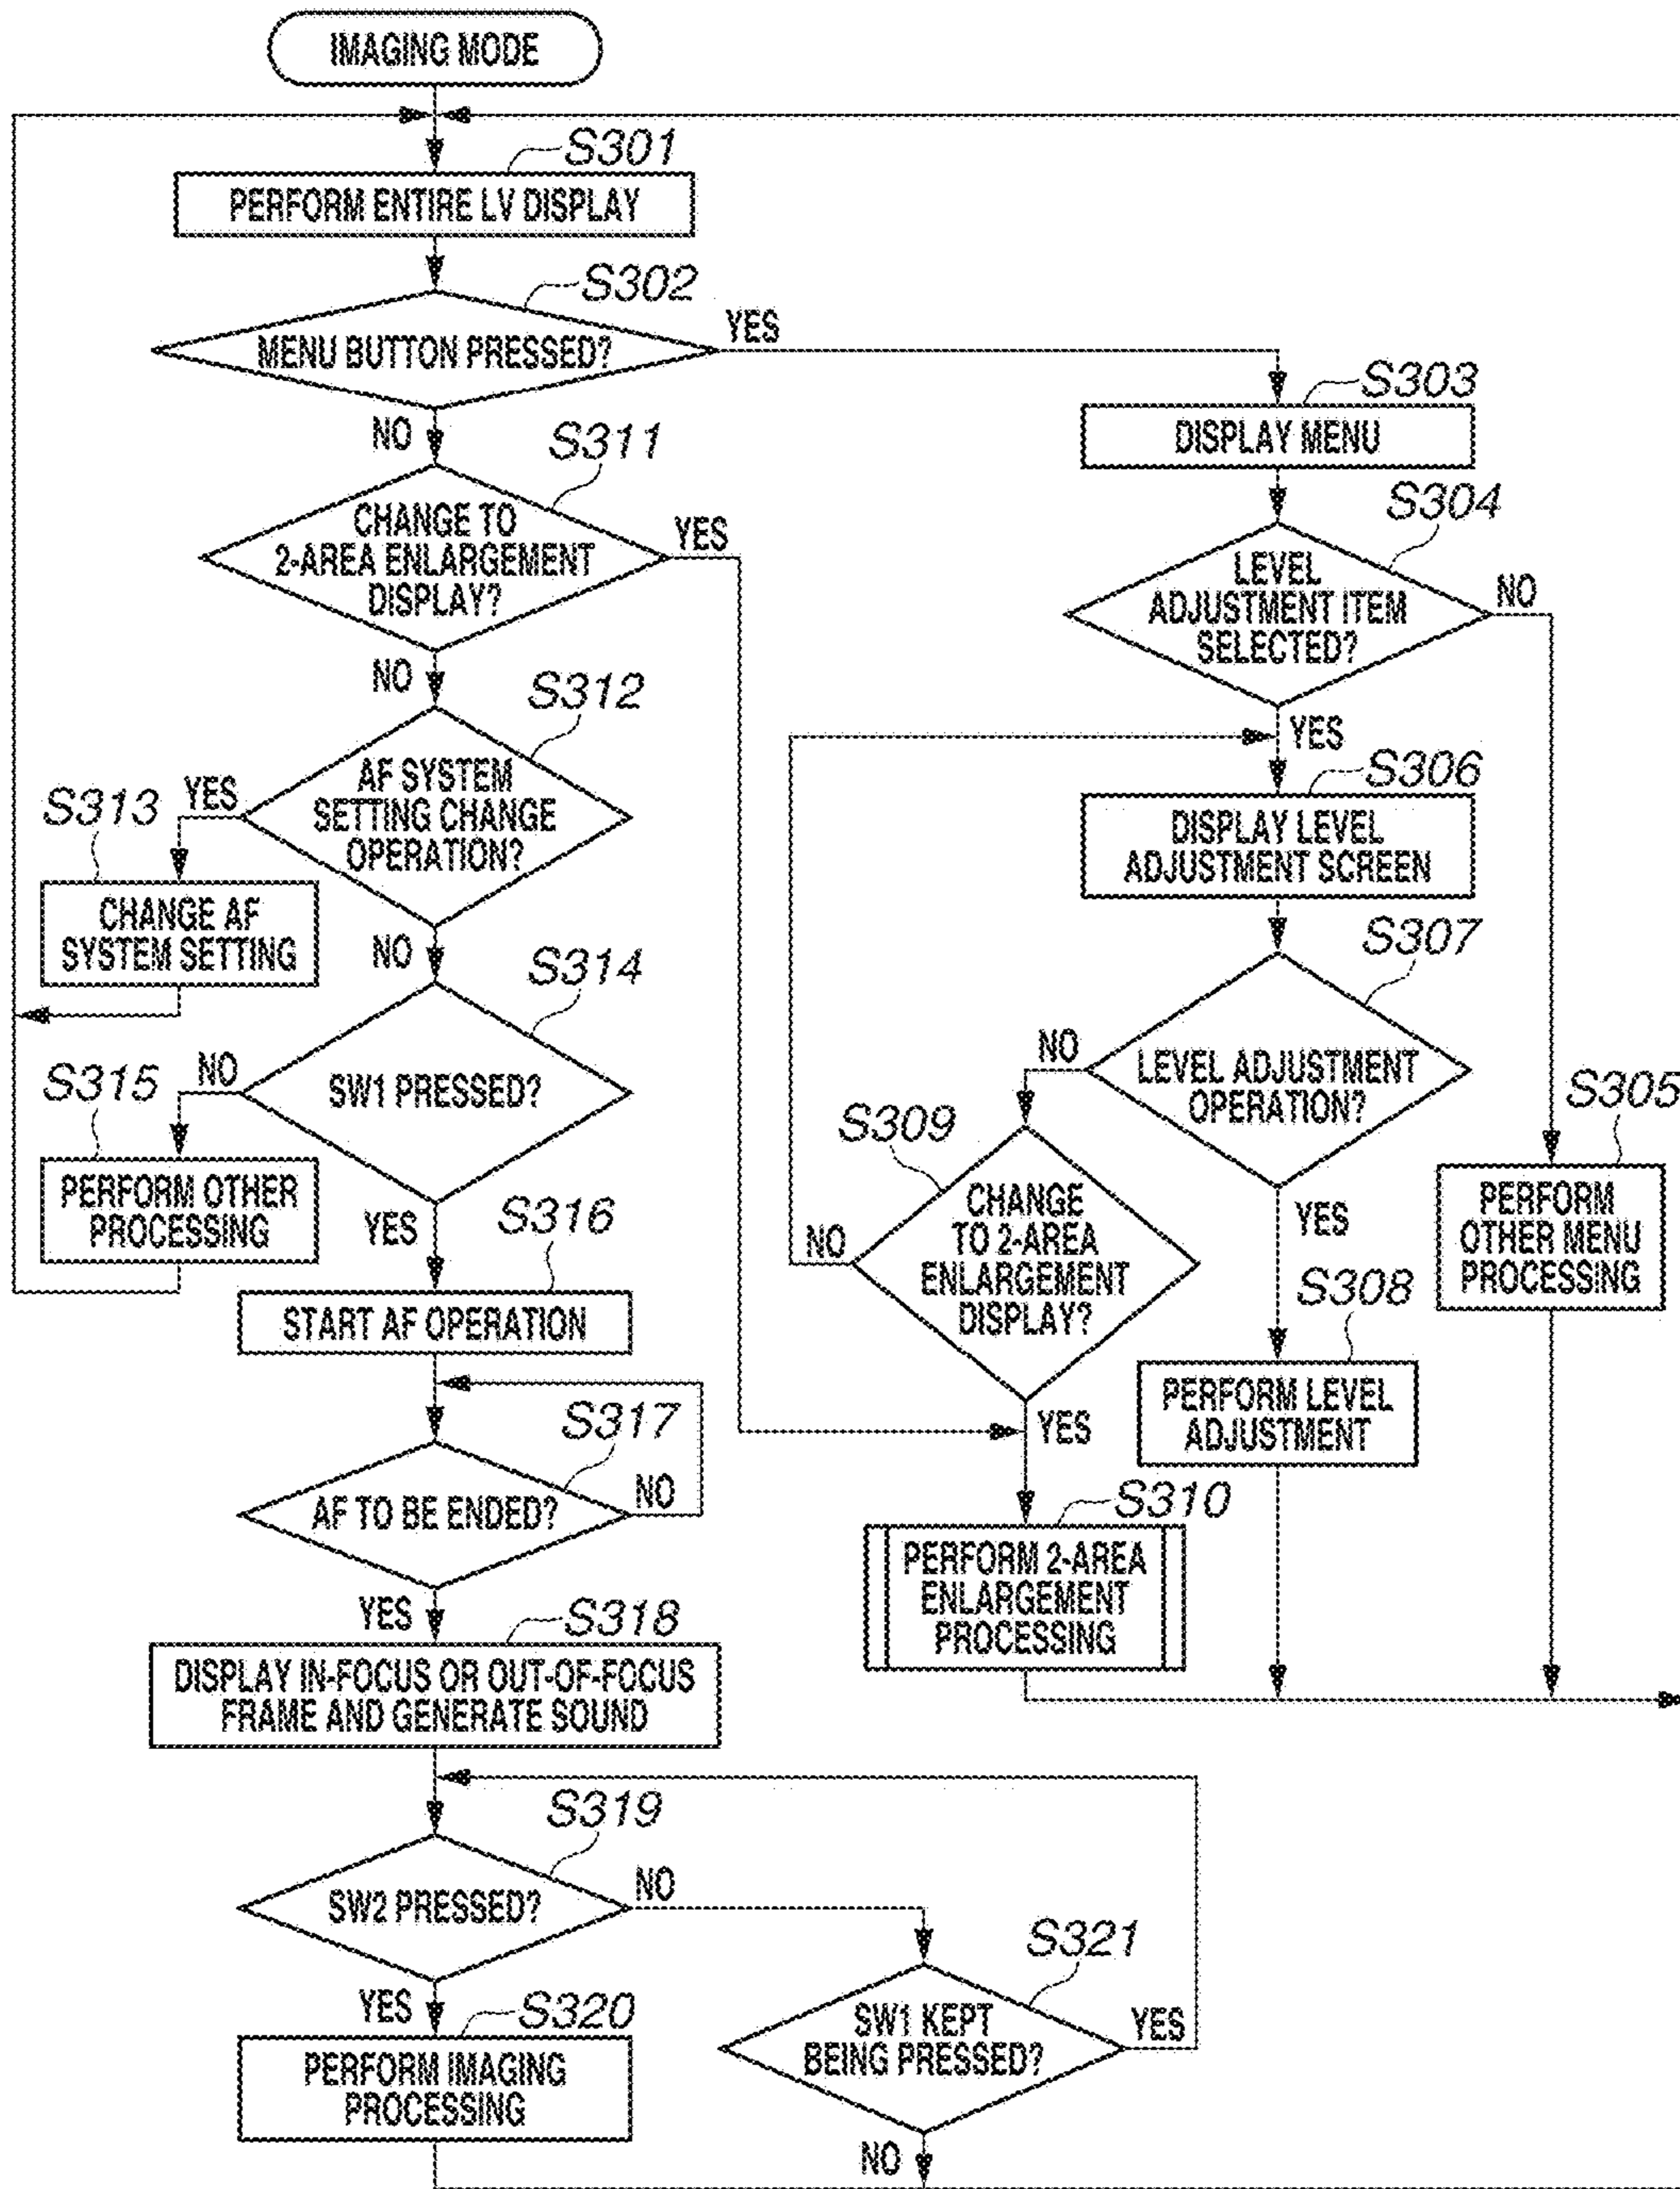 IMAGING MODE
S301
PERFORM ENTIRE LV DISPLAY
S302
MENU BUTTON PRESSED?
YES
NO
S303
DISPLAY MENU
S304
LEVEL
ADJUSTMENT ITEM
SELECTED?
NO
YES
S311
CHANGE TO
2-AREA ENLARGEMENT
DISPLAY?
YES
NO
S312
AF SYSTEM
SETTING CHANGE
OPERATION?
YES
NO
S313
CHANGE AF
SYSTEM SETTING
S306
DISPLAY LEVEL
ADJUSTMENT SCREEN
S307
LEVEL ADJUSTMENT
OPERATION?
NO
YES
S314
SW1 PRESSED?
NO
YES
S315
PERFORM OTHER
PROCESSING
S305
PERFORM
OTHER MENU
PROCESSING
S309
CHANGE
TO 2-AREA
ENLARGEMENT
DISPLAY?
NO
YES
S308
PERFORM LEVEL
ADJUSTMENT
S316
START AF OPERATION
S317
AF TO BE ENDED?
NO
YES
S310
PERFORM 2-AREA
ENLARGEMENT
PROCESSING
S318
DISPLAY IN-FOCUS OR OUT-OF-FOCUS
FRAME AND GENERATE SOUND
S319
SW2 PRESSED?
NO
YES
S320
PERFORM IMAGING
PROCESSING
S321
SW1 KEPT
BEING PRESSED?
YES
NO